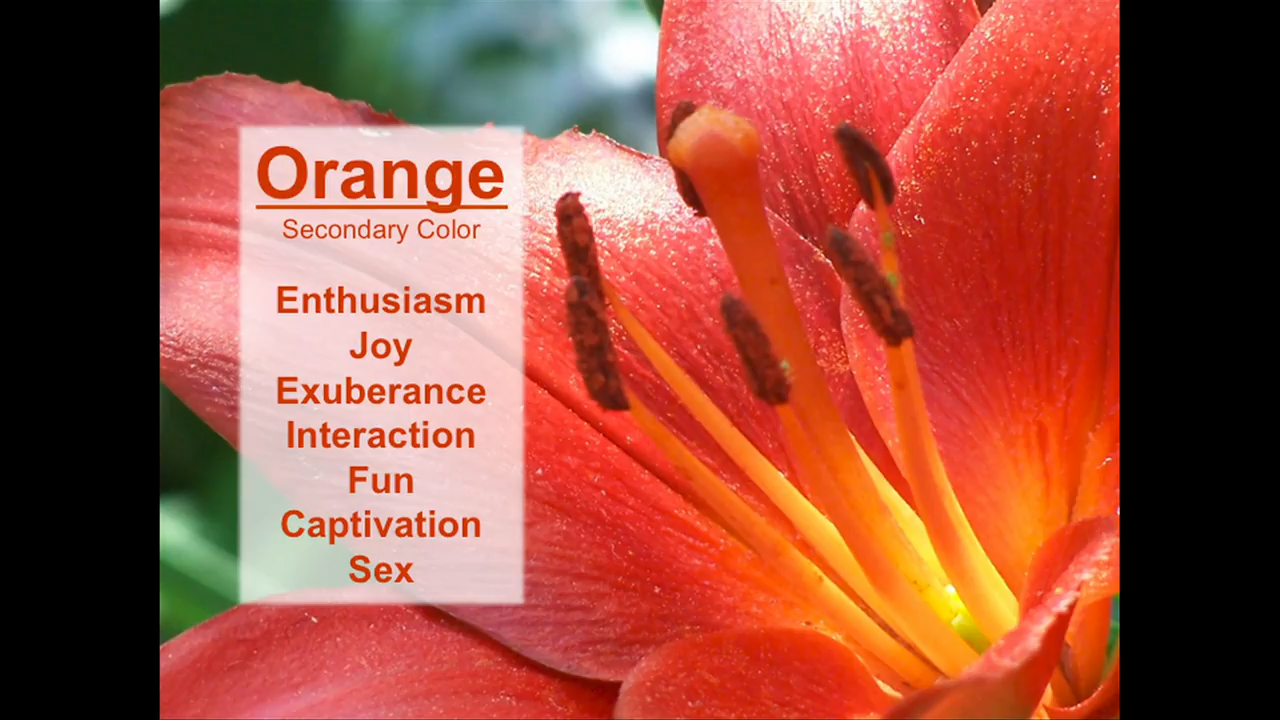 Orange
Secondary Color
Enthusiasm
Joy
Exuberance
Interaction
Fun
Captivation
Sex